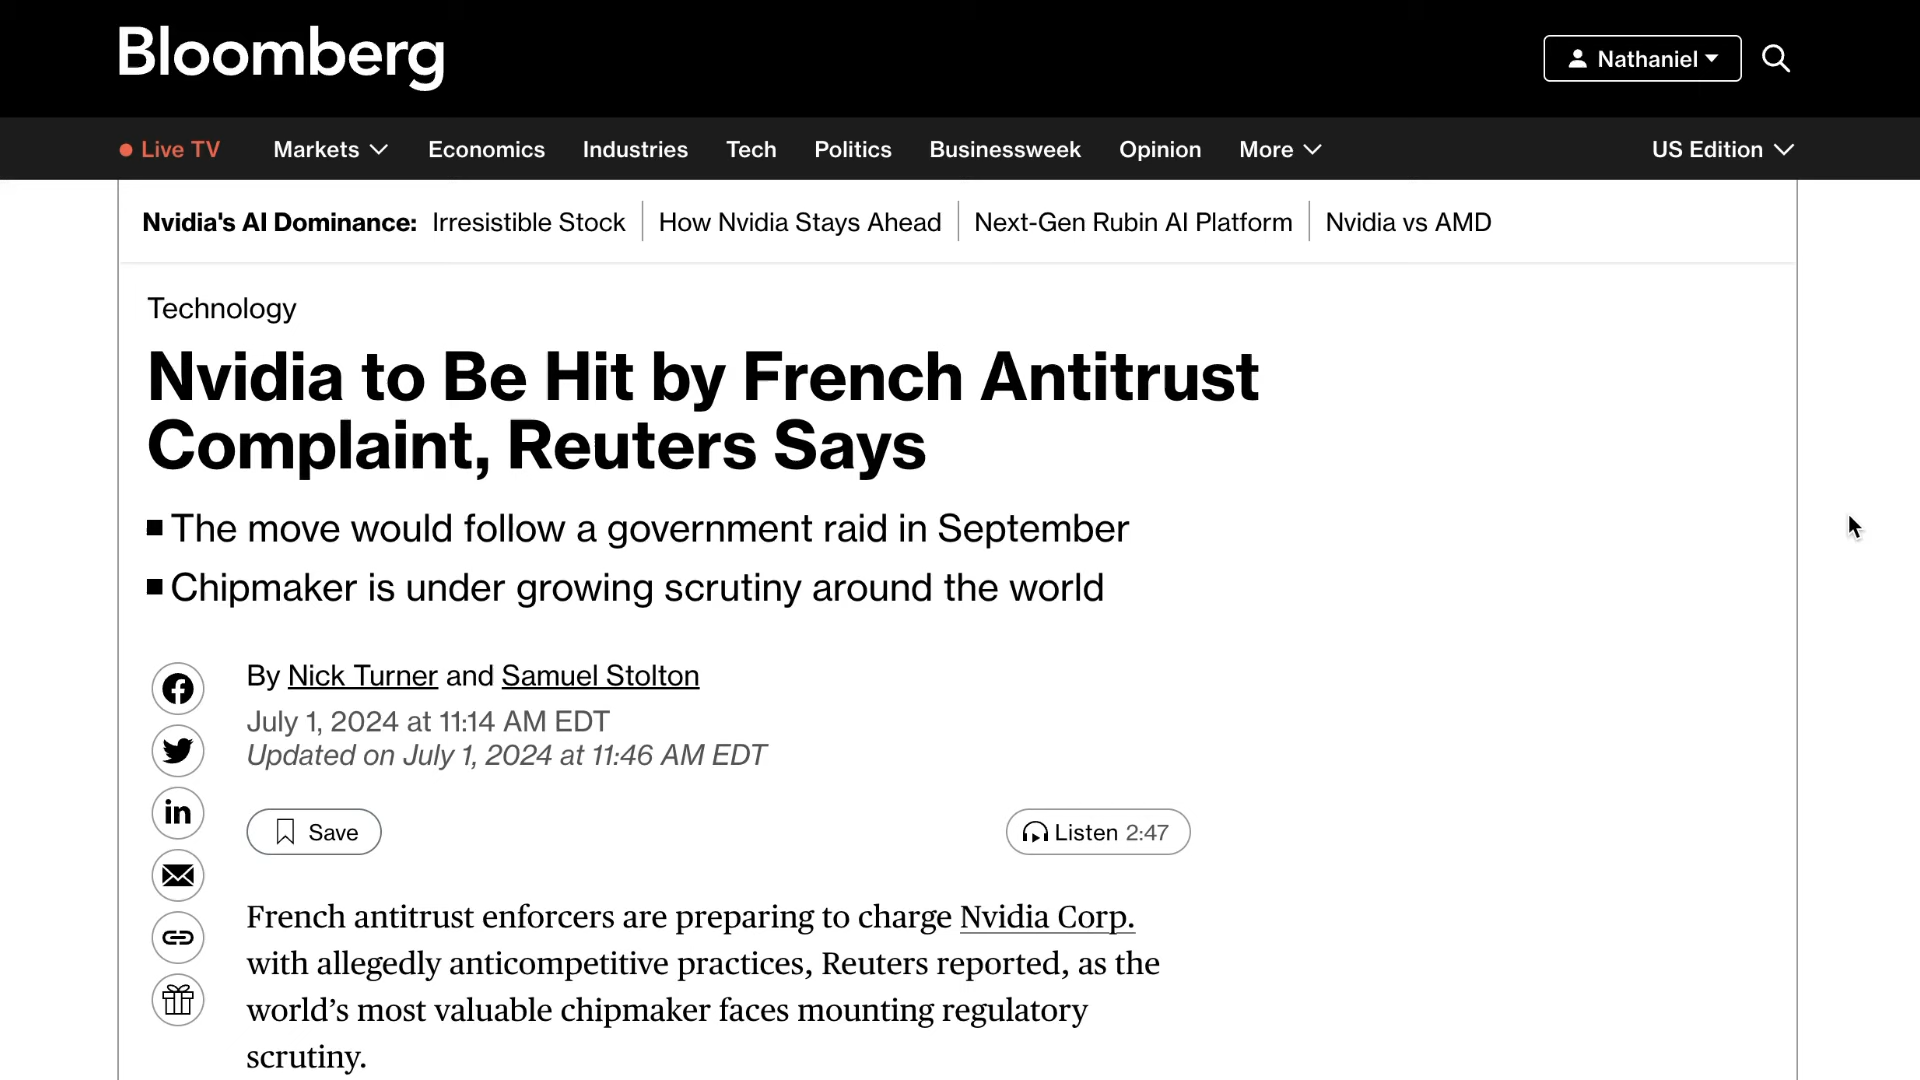 Bloomberg
Nathaniel
Live TV Markets Economics Industries Tech Politics Businessweek Opinion More US Edition
Nvidia's AI Dominance: Irresistible Stock How Nvidia Stays Ahead Next-Gen Rubin AI Platform Nvidia vs AMD
Technology
Nvidia to Be Hit by French Antitrust
Complaint, Reuters Says
The move would follow a government raid in September
Chipmaker is under growing scrutiny around the world
By Nick Turner and Samuel Stolton
July 1, 2024 at 11:14 AM EDT
Updated on July 1, 2024 at 11:46 AM EDT
in
Save Listen 2:47
French antitrust enforcers are preparing to charge Nvidia Corp.
with allegedly anticompetitive practices, Reuters reported, as the
world’s most valuable chipmaker faces mounting regulatory
scrutiny.